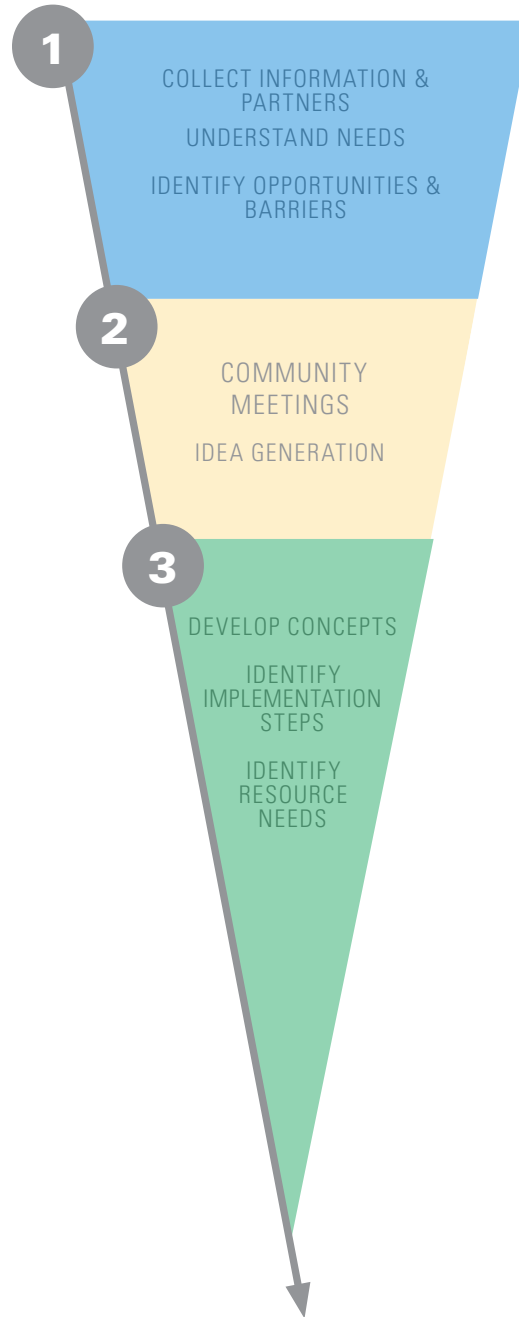 1
COLLECT INFORMATION &
PARTNERS
UNDERSTAND NEEDS
IDENTIFY OPPORTUNITIES &
BARRIERS
2
COMMUNITY
MEETINGS
IDEA GENERATION
3
DEVELOP CONCEPTS
IDENTIFY
IMPLEMENTATION
STEPS
IDENTIFY
RESOURCE
NEEDS